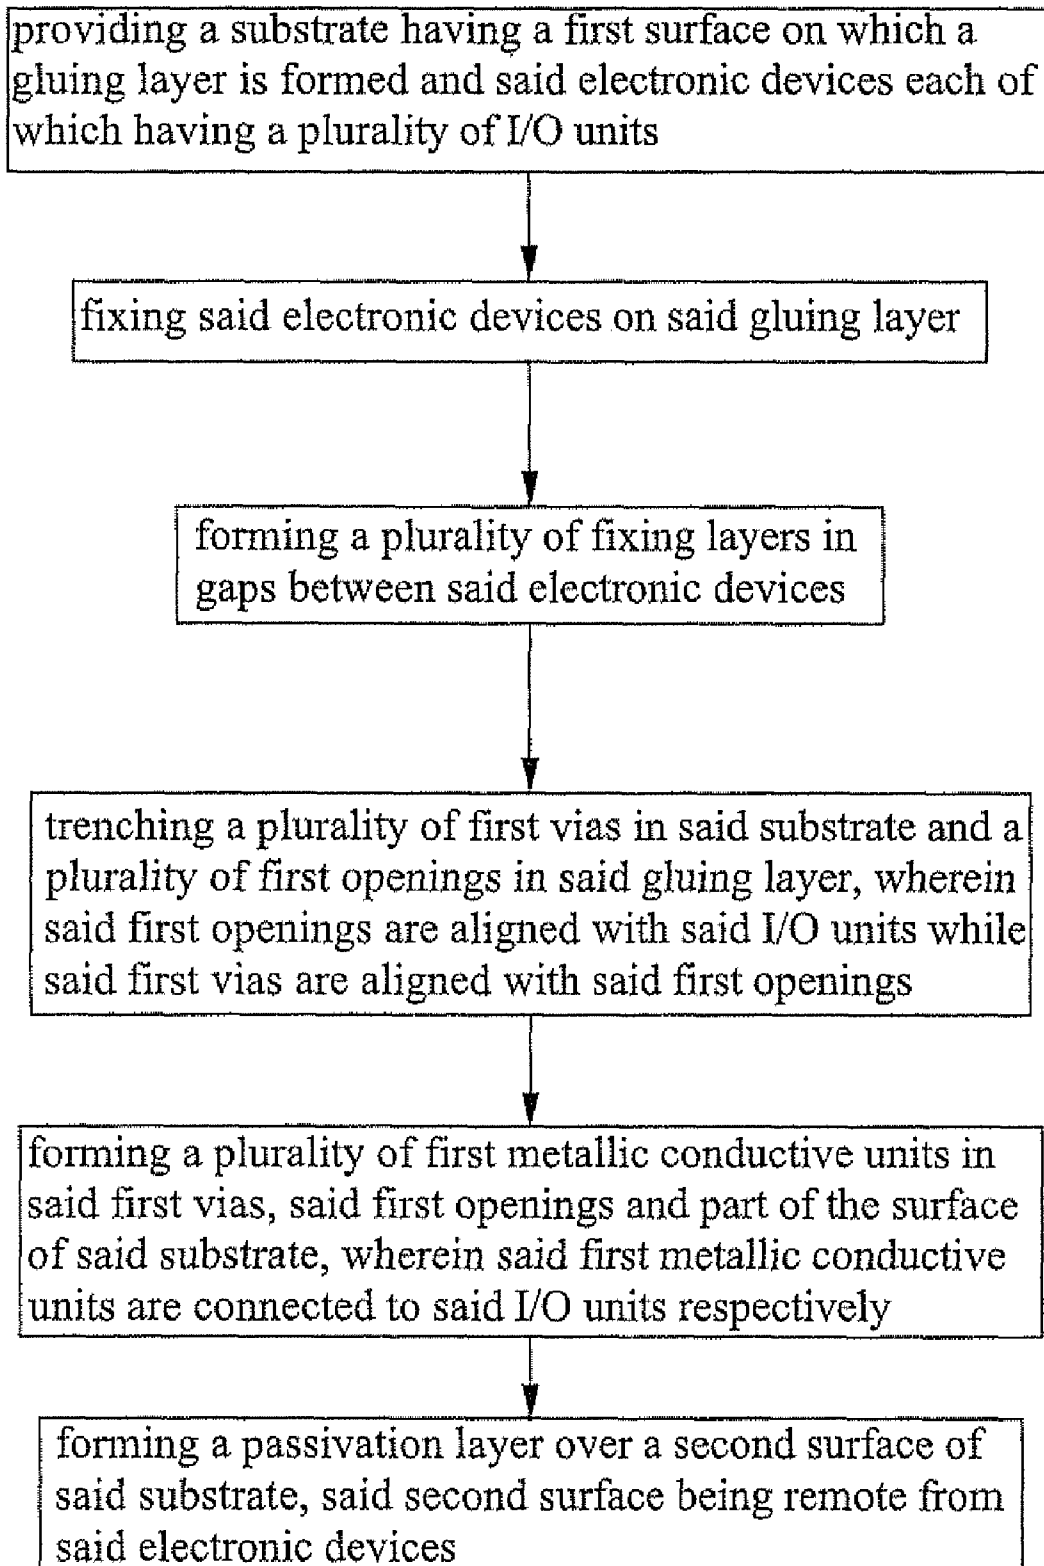 providing a substrate having a first surface on which a
gluing layer is formed and said electronic devices each of
which having a plurality of I/O units
fixing said electronic devices on said gluing layer
forming a plurality of fixing layers in
gaps between said electronic devices
trenching a plurality of first vias in said substrate and a
plurality of first openings in said gluing layer, wherein
said first openings are aligned with said I/O units while
said first vias are aligned with said first openings
forming a plurality of first metallic conductive units in
said first vias, said first openings and part of the surface
of said substrate, wherein said first metallic conductive
units are connected to said I/O units respectively
forming a passivation layer over a second surface of
said substrate, said second surface being remote from
said electronic devices